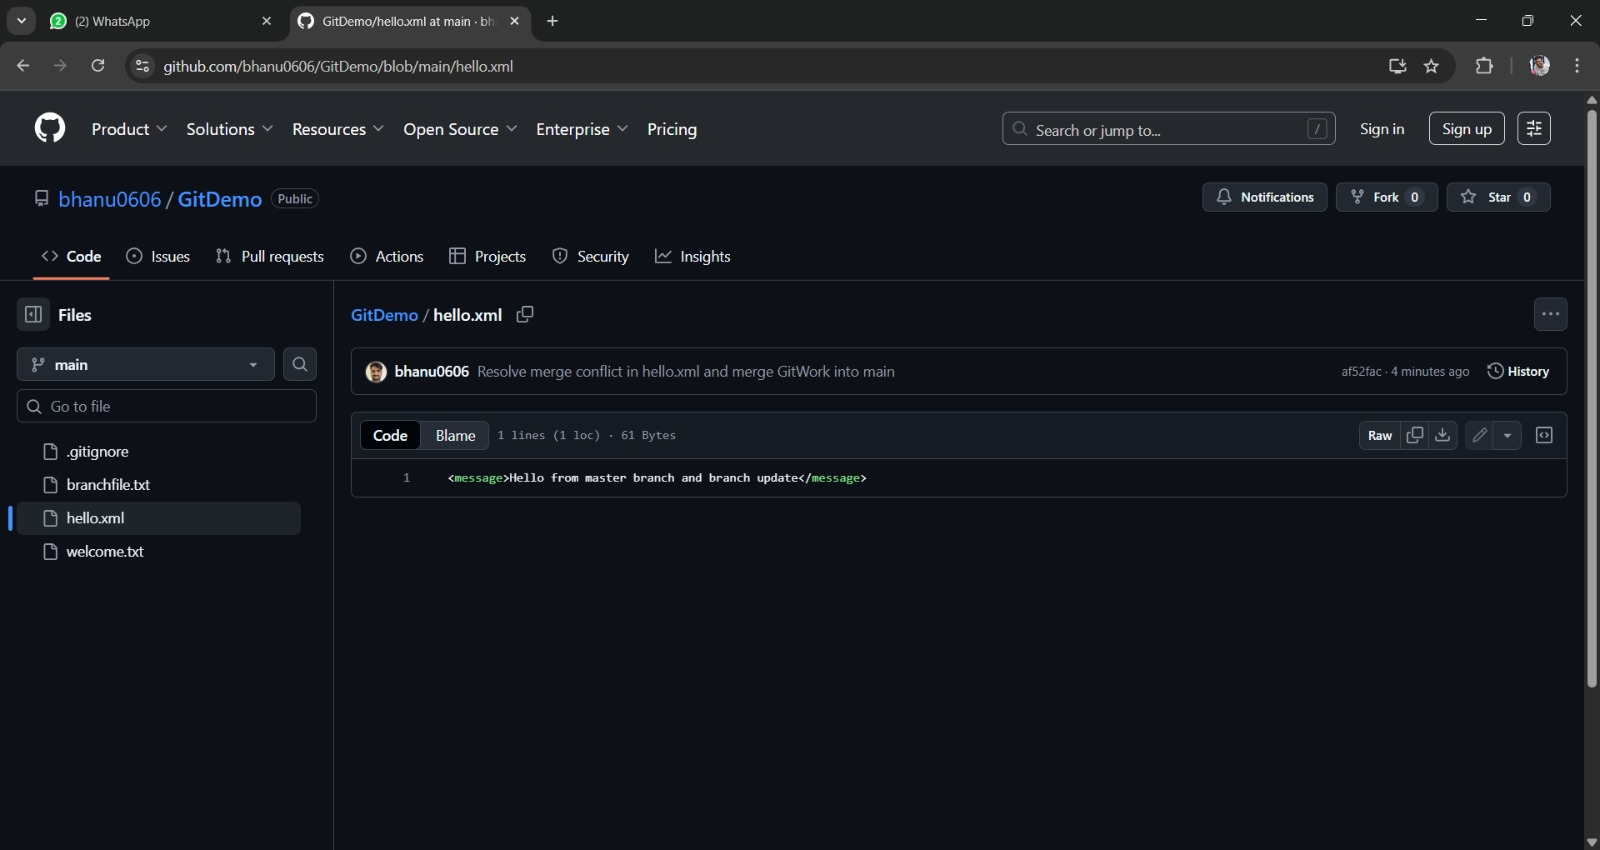 2 (2) WhatsApp
GitDemo/hello.xml at main · bh
github.com/bhanu0606/GitDemo/blob/main/hello.xml
Product Solutions Resources Open Source Enterprise Pricing
Search or jump to... /
Sign in
Sign up
bhanu0606 / GitDemo Public
Notifications
Fork 0
Star 0
Code Issues Pull requests Actions Projects Security Insights
Files
main
Go to file
.gitignore
branchfile.txt
hello.xml
welcome.txt
GitDemo / hello.xml
bhanu0606 Resolve merge conflict in hello.xml and merge GitWork into main
af52fac · 4 minutes ago
History
Code Blame 1 lines (1 loc) · 61 Bytes
Raw
1 <message>Hello from master branch and branch update</message>